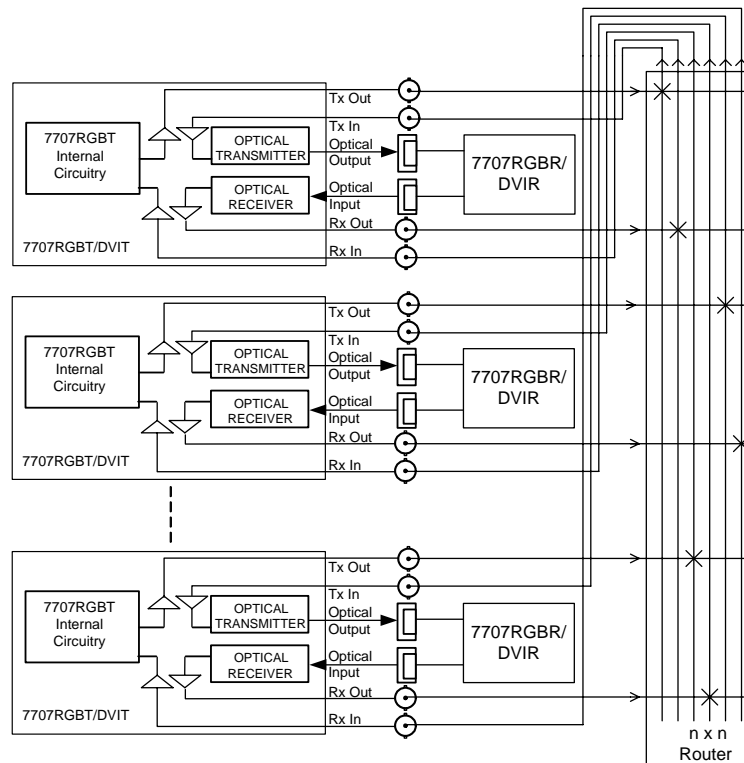 Tx Out
7707RGBT
Internal
Circuitry
OPTICAL
TRANSMITTER
Tx In
Optical
Output
OPTICAL
RECEIVER
Optical
Input
Rx Out
Rx In
7707RGBR/
DVIR
7707RGBT/DVIT
Tx Out
7707RGBT
Internal
Circuitry
OPTICAL
TRANSMITTER
Tx In
Optical
Output
OPTICAL
RECEIVER
Optical
Input
Rx Out
Rx In
7707RGBR/
DVIR
7707RGBT/DVIT
Tx Out
7707RGBT
Internal
Circuitry
OPTICAL
TRANSMITTER
Tx In
Optical
Output
OPTICAL
RECEIVER
Optical
Input
Rx Out
Rx In
7707RGBR/
DVIR
7707RGBT/DVIT
n x n
Router